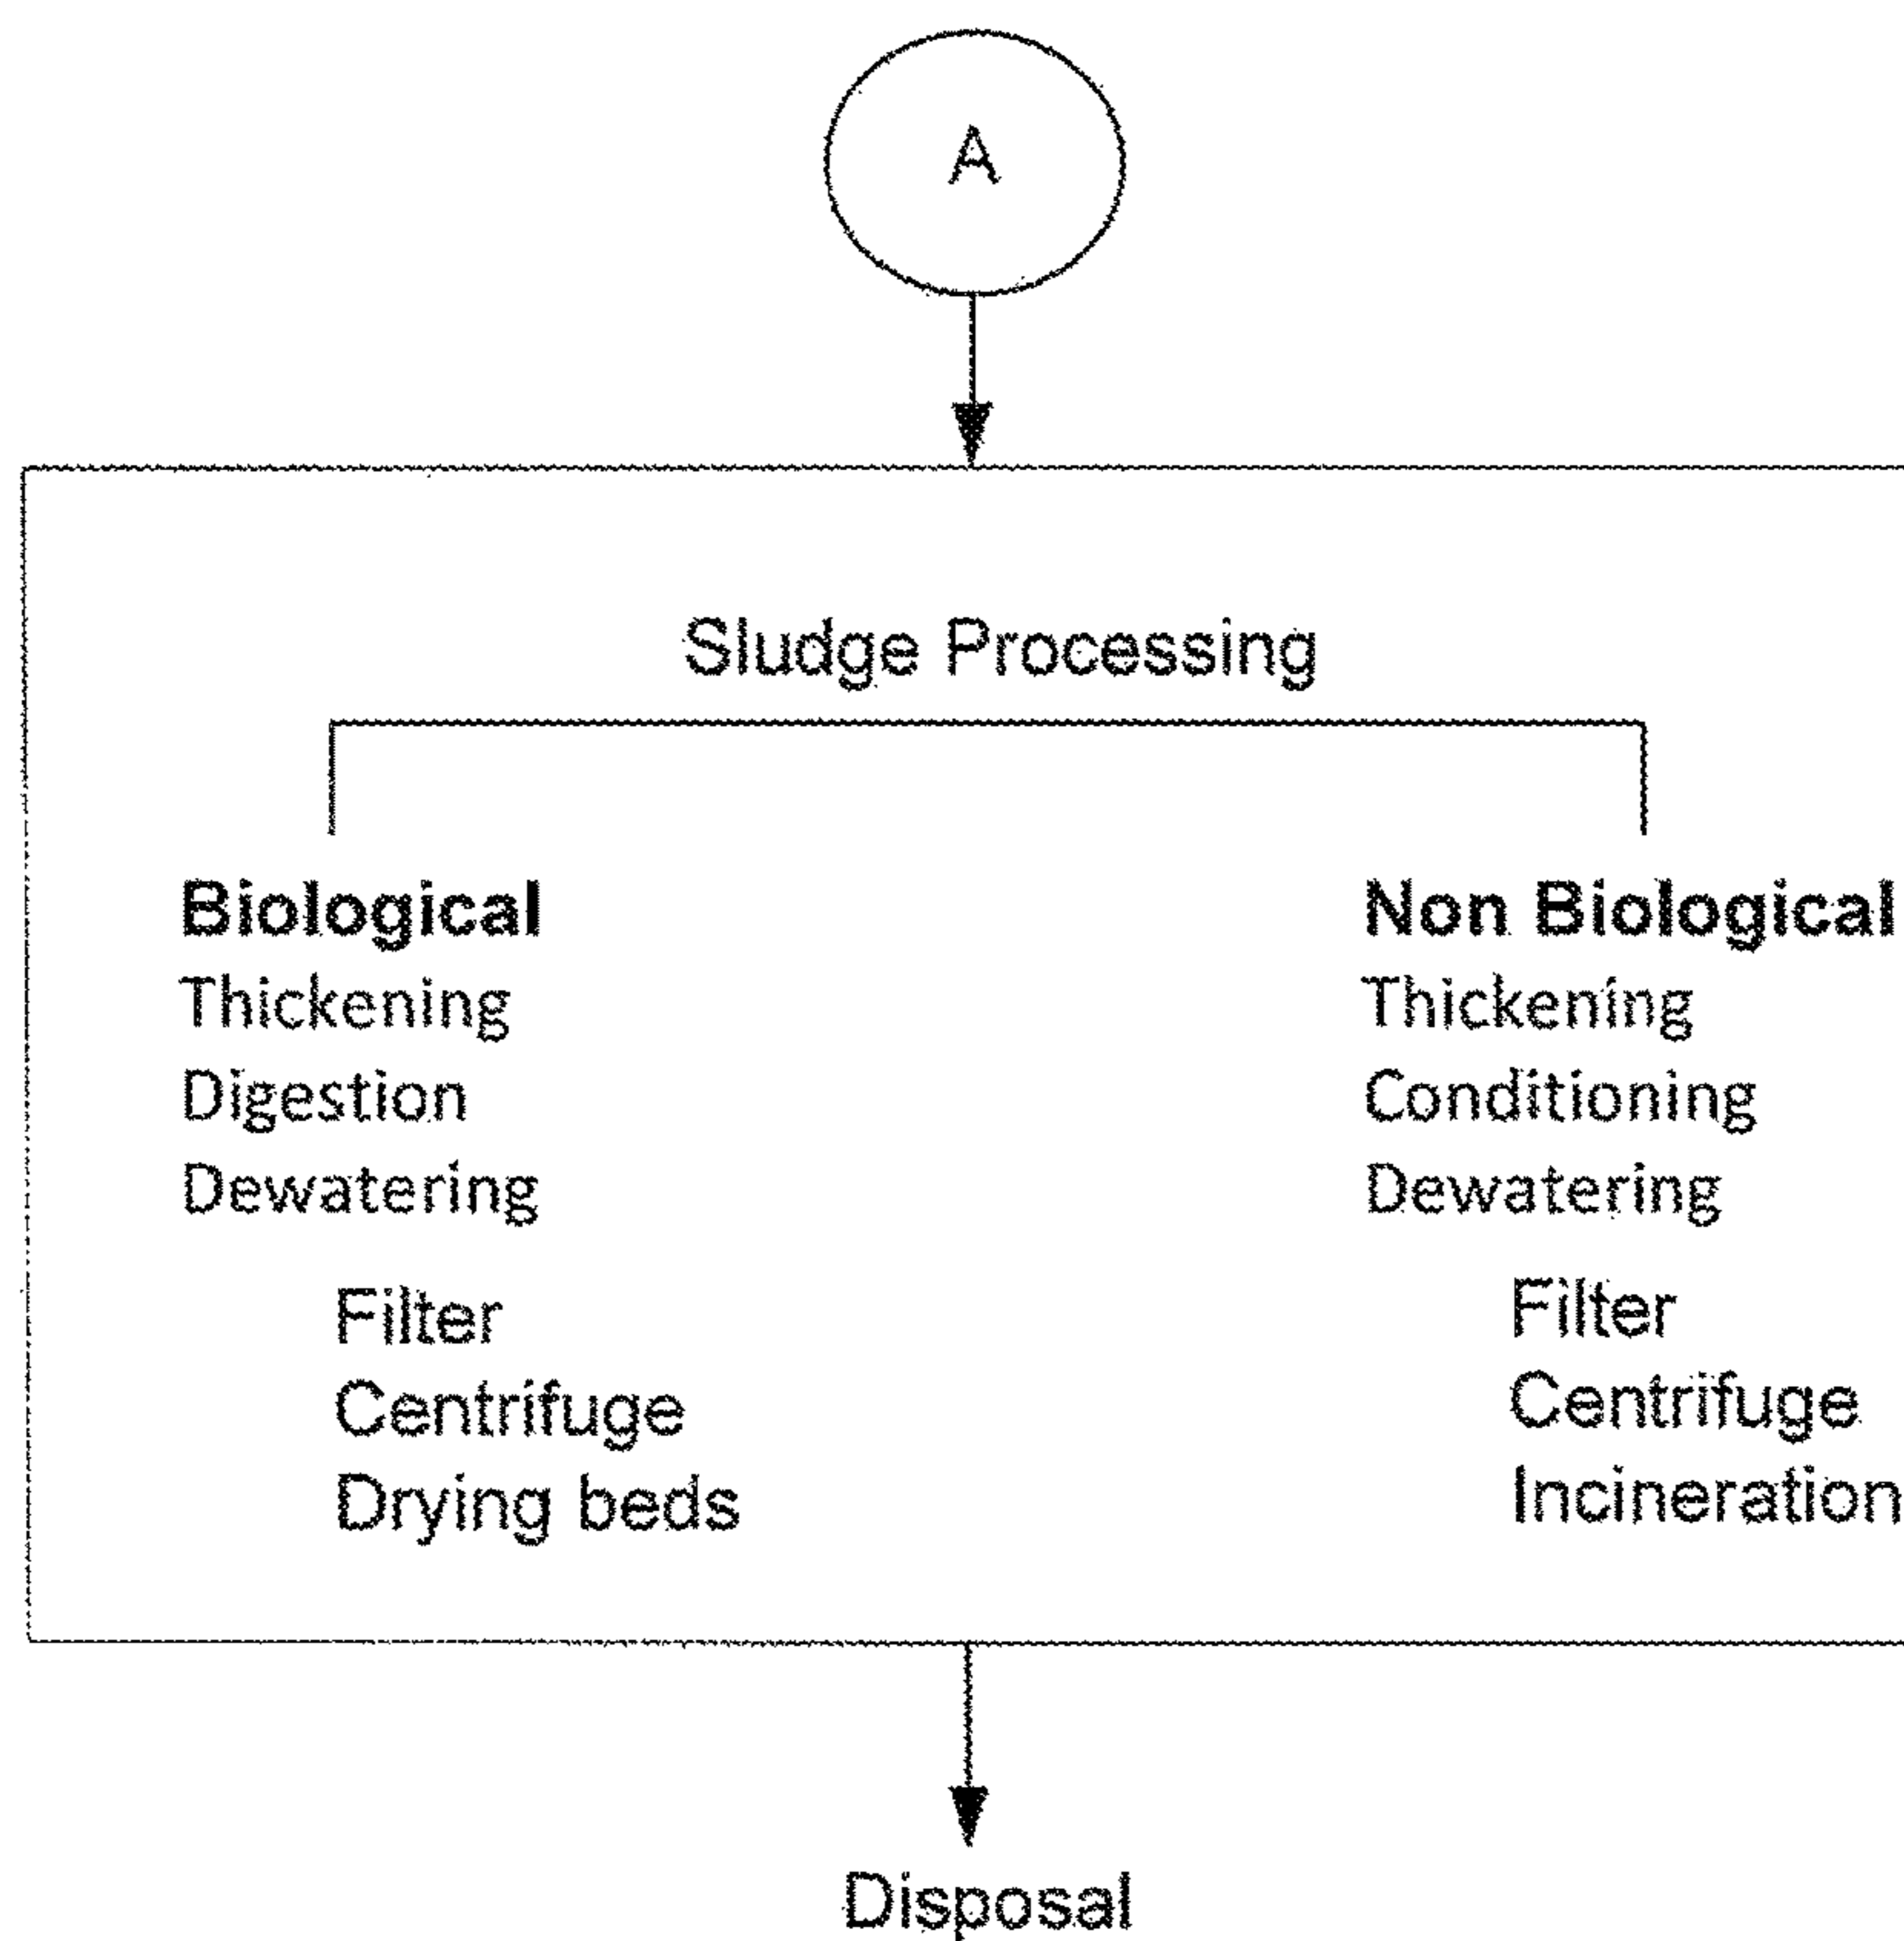 A
Sludge Processing
Biological
Thickening
Digestion
Dewatering
Filter
Centrifuge
Drying beds
Non Biological
Thickening
Conditioning
Dewatering
Filter
Centrifuge
Incineration
Disposal